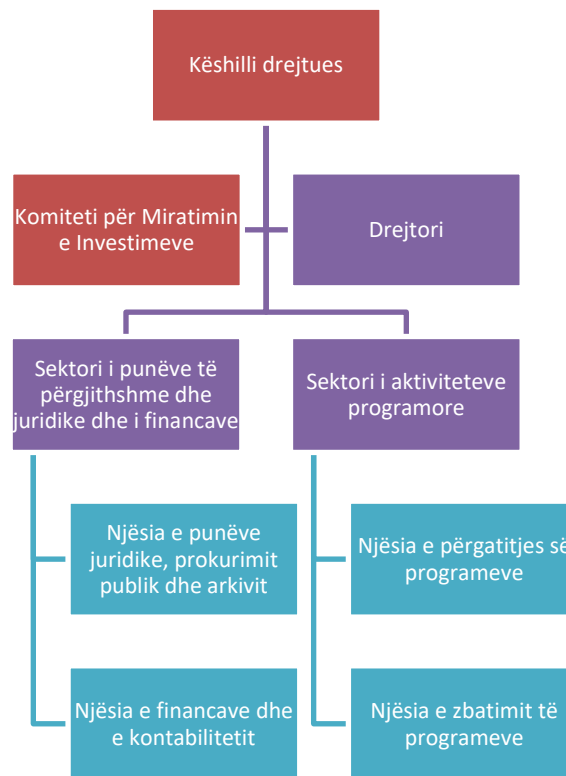 Këshilli drejtues
Komiteti për Miratimin
e Investimeve
Drejtori
Sektori i punëve të
përgjithshme dhe
juridike dhe i financave
Sektori i aktiviteteve
programore
Njësia e punëve
juridike, prokurimit
publik dhe arkivit
Njësia e përgatitjes së
programeve
Njësia e financave dhe
e kontabilitetit
Njësia e zbatimit të
programeve